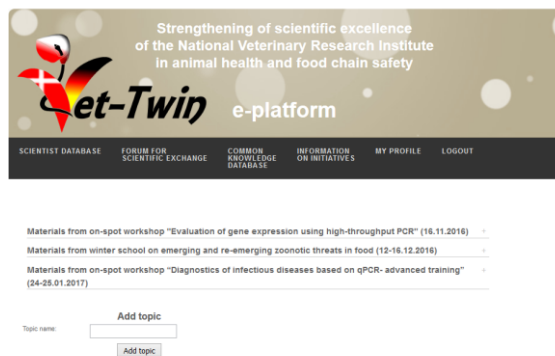 Strengthening of scientific excellence
of the National Veterinary Research Institute
in animal health and food chain safety
et-Twin e-platform
SCIENTIST DATABASE
FORUM FOR
SCIENTIFIC EXCHANGE
COMMON
KNOWLEDGE
DATABASE
INFORMATION
ON INITIATIVES
MY PROFILE
LOGOUT
Materials from on-spot workshop "Evaluation of gene expression using high-throughput PCR" (16.11.2016)
Materials from winter school on emerging and re-emerging zoonotic threats in food (12-16.12.2016)
Materials from on-spot workshop "Diagnostics of infectious diseases based on qPCR- advanced training"
(24-25.01.2017)
Add topic
Topic name:
Add topic